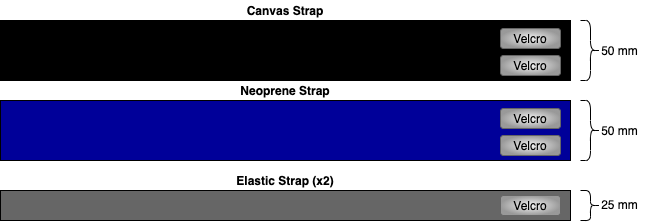 Canvas Strap
Velcro
Velcro
50 mm
Neoprene Strap
Velcro
Velcro
50 mm
Elastic Strap (x2)
Velcro
25 mm